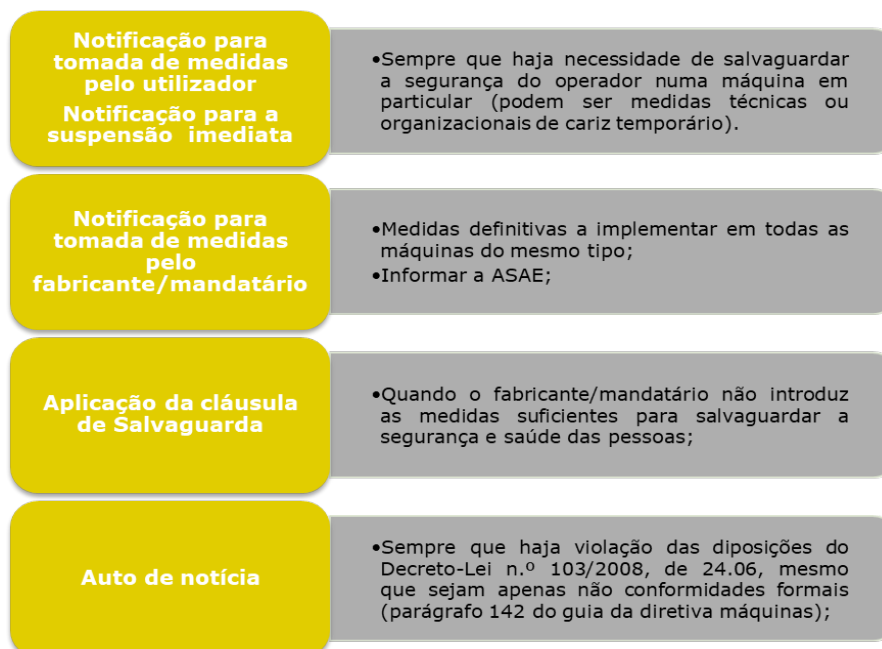 Notificação para
tomada de medidas
pelo utilizador
Notificação para a
suspensão imediata
•Sempre que haja necessidade de salvaguardar
a segurança do operador numa máquina em
particular (podem ser medidas técnicas ou
organizacionais de cariz temporário).
Notificação para
tomada de medidas
pelo
fabricante/mandatário
•Medidas definitivas a implementar em todas as
máquinas do mesmo tipo;
•Informar a ASAE;
Aplicação da cláusula
de Salvaguarda
•Quando o fabricante/mandatário não introduz
as medidas suficientes para salvaguardar a
segurança e saúde das pessoas;
Auto de notícia
•Sempre que haja violação das diposições do
Decreto-Lei n.º 103/2008, de 24.06, mesmo
que sejam apenas não conformidades formais
(parágrafo 142 do guia da diretiva máquinas);